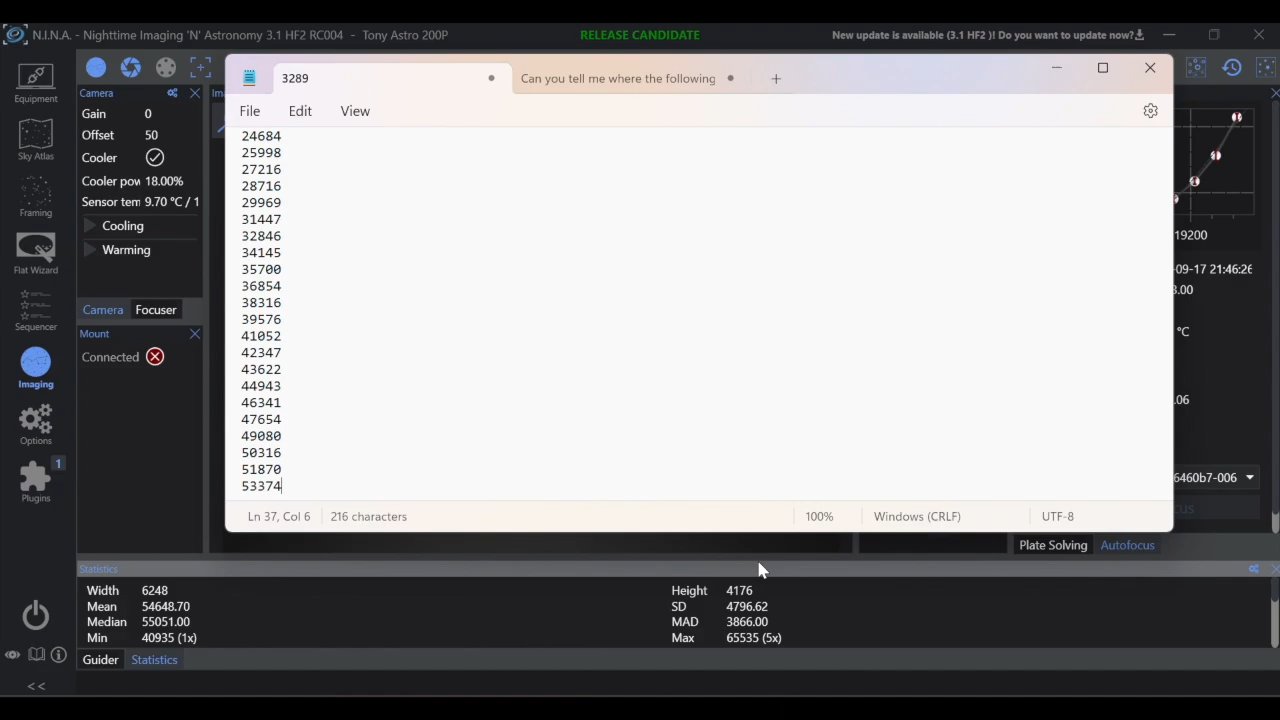 N.I.N.A. - Nighttime Imaging 'N' Astronomy 3.1 HF2 RC004 - Tony Astro 200P
RELEASE CANDIDATE
New update is available (3.1 HF2 )! Do you want to update now?
Equipment
Sky Atlas
Framing
Flat Wizard
Sequencer
Imaging
Options
1
Plugins
<<
Camera
Gain 0
Offset 50
Cooler
Cooler pow 18.00%
Sensor tem 9.70 °C / 1
Cooling
Warming
Camera Focuser
Mount
Connected
Ima
3289
Can you tell me where the following
File Edit View
24684
25998
27216
28716
29969
31447
32846
34145
35700
36854
38316
39576
41052
42347
43622
44943
46341
47654
49080
50316
51870
53374
Ln 37, Col 6 216 characters 100% Windows (CRLF) UTF-8
19200
-09-17 21:46:26
3.00
°C
.06
6460b7-006
Plate Solving Autofocus
Statistics
Width 6248 Height 4176
Mean 54648.70 SD 4796.62
Median 55051.00 MAD 3866.00
Min 40935 (1x) Max 65535 (5x)
Guider Statistics